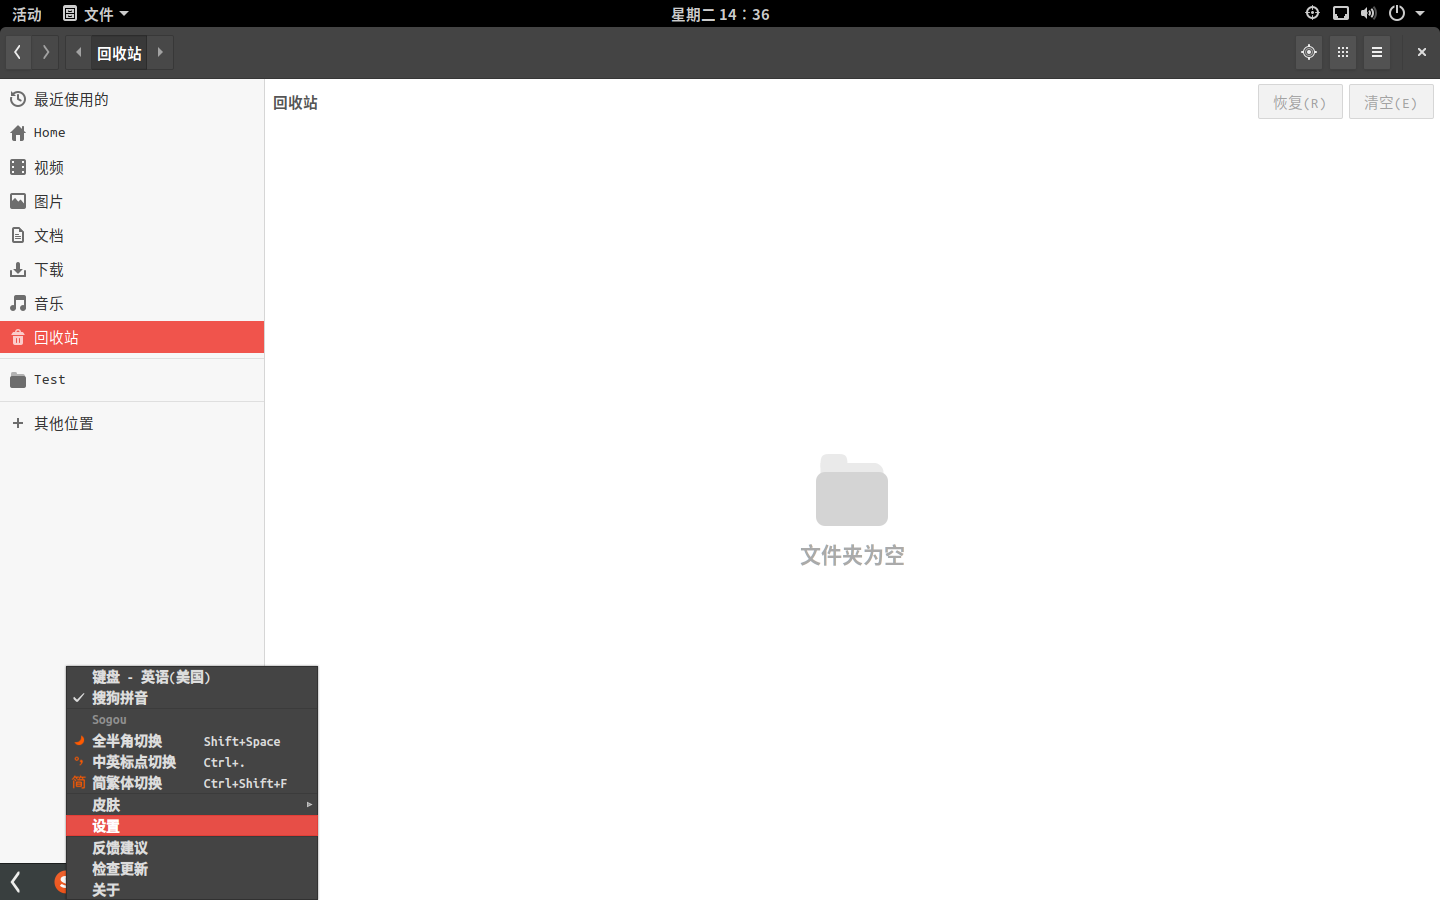 活动 文件 星期二 14：36
回收站
最近使用的
Home
视频
图片
文档
下载
音乐
回收站
Test
其他位置
回收站 恢复(R) 清空(E)
文件夹为空
键盘 - 英语(美国)
搜狗拼音
Sogou
全半角切换 Shift+Space
中英标点切换 Ctrl+.
简 简繁体切换 Ctrl+Shift+F
皮肤
设置
反馈建议
检查更新
关于